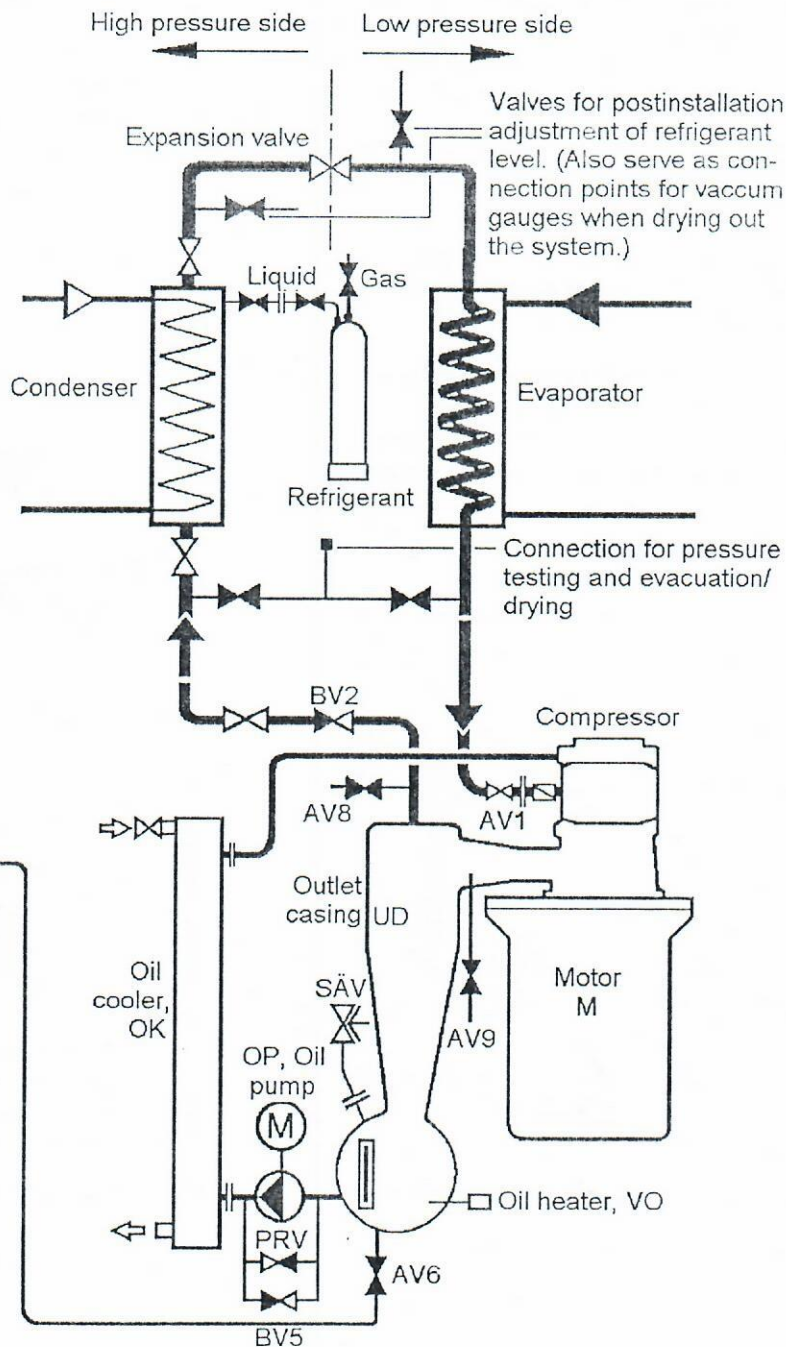 High pressure side
Low pressure side
Expansion valve
Valves for postinstallation
adjustment of refrigerant
level. (Also serve as con-
nection points for vaccum
gauges when drying out
the system.)
Liquid
Gas
Condenser
Evaporator
Refrigerant
Connection for pressure
testing and evacuation/
drying
BV2
Compressor
AV8
AV1
Outlet
casing UD
Oil
cooler,
OK
SÄV
Motor
M
AV9
OP, Oil
pump
M
Oil heater, VO
PRV
AV6
BV5